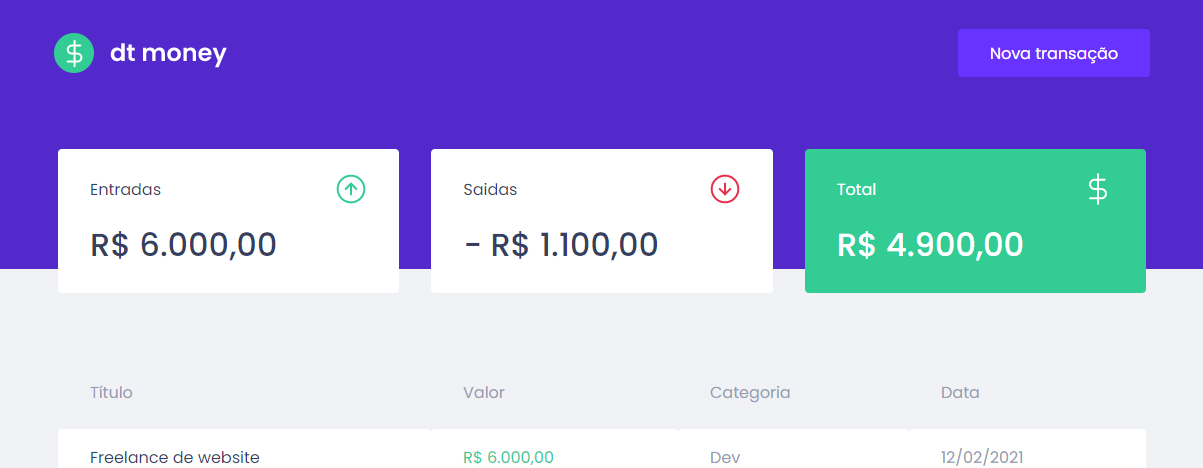 dt money
Nova transação
Entradas
R$ 6.000,00
Saidas
- R$ 1.100,00
Total
R$ 4.900,00
Título Valor Categoria Data
Freelance de website R$ 6.000,00 Dev 12/02/2021